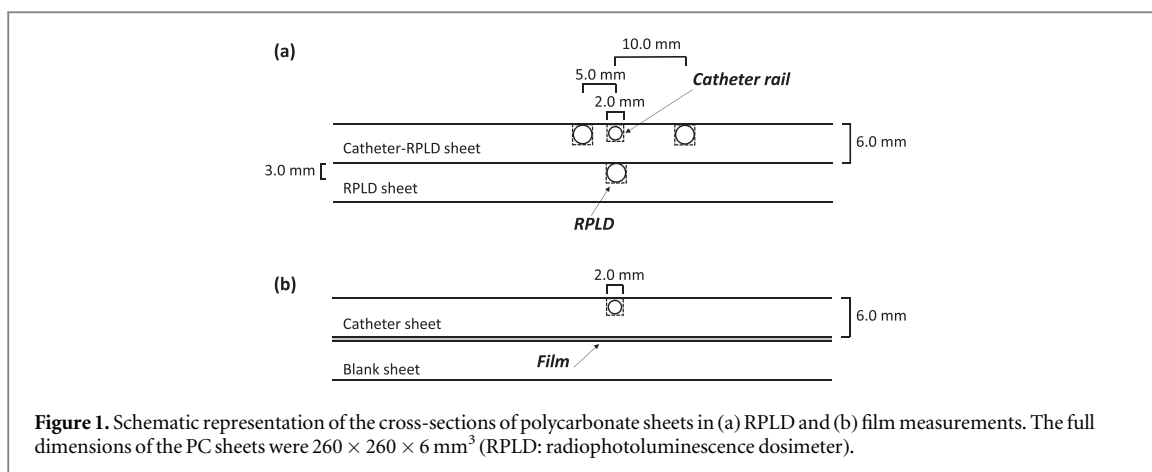 (a)
10.0 mm
5.0 mm
Catheter rail
2.0 mm
Catheter-RPLD sheet
6.0 mm
3.0 mm
RPLD sheet
RPLD
(b)
2.0 mm
Catheter sheet
6.0 mm
Film
Blank sheet
Figure 1. Schematic representation of the cross-sections of polycarbonate sheets in (a) RPLD and (b) film measurements. The full
dimensions of the PC sheets were 260 × 260 × 6 mm³ (RPLD: radiophotoluminescence dosimeter).